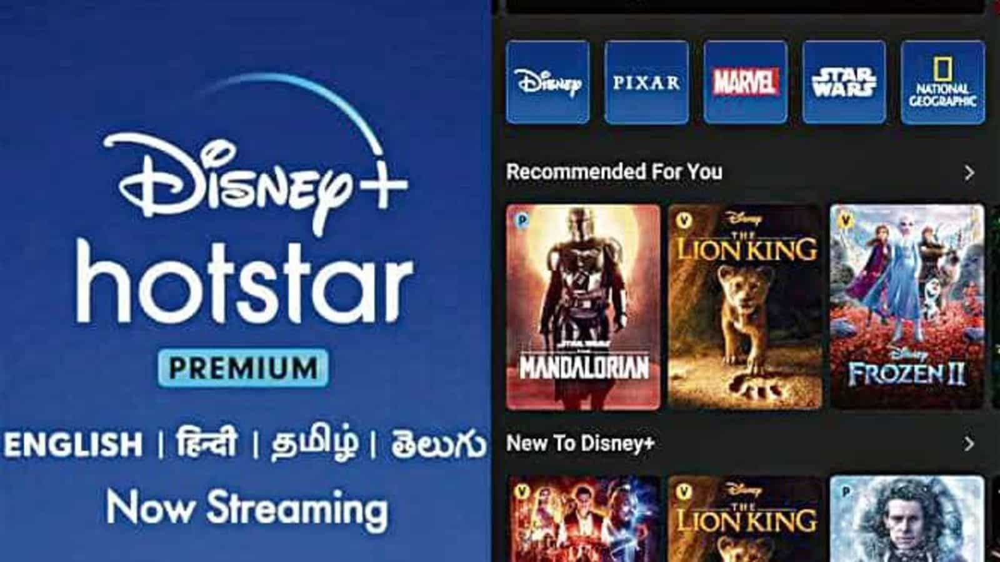 Disney+
hotstar
PREMIUM
ENGLISH | हिन्दी | தமிழ் | తెలుగు
Now Streaming
Disney
PIXAR
MARVEL
STAR WARS
NATIONAL GEOGRAPHIC
Recommended For You
P
STAR WARS
THE
MANDALORIAN
V
Disney
THE
LION KING
V
Disney
FROZEN II
New To Disney+
V
V
Disney
THE
LION KING
P